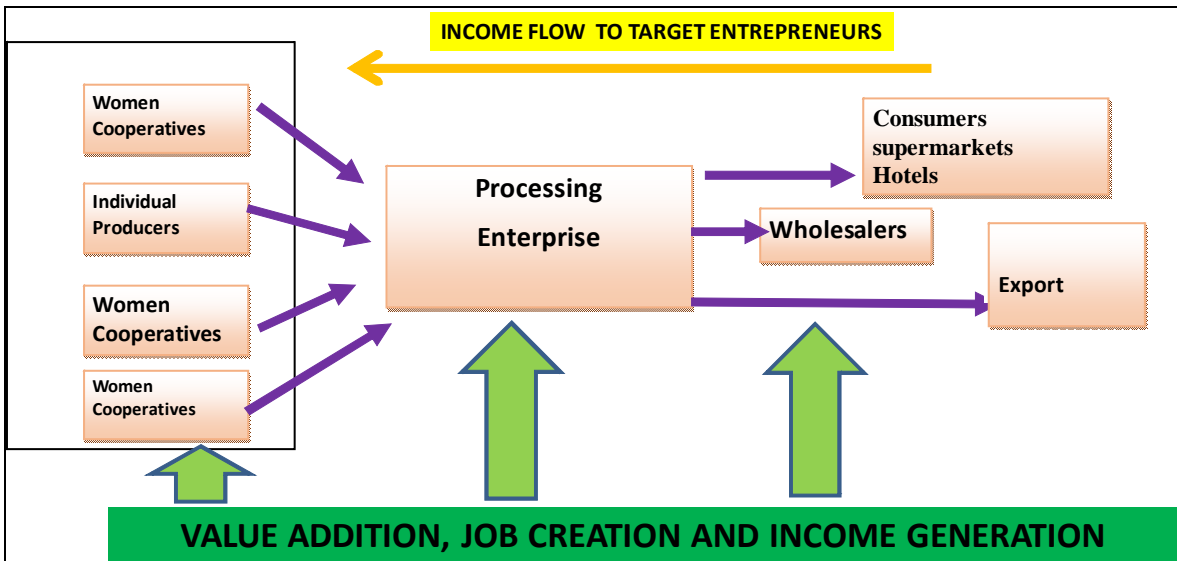 INCOME FLOW TO TARGET ENTREPRENEURS
Women
Cooperatives
Individual
Producers
Women
Cooperatives
Women
Cooperatives
Processing
Enterprise
Consumers
supermarkets
Hotels
Wholesalers
Export
VALUE ADDITION, JOB CREATION AND INCOME GENERATION